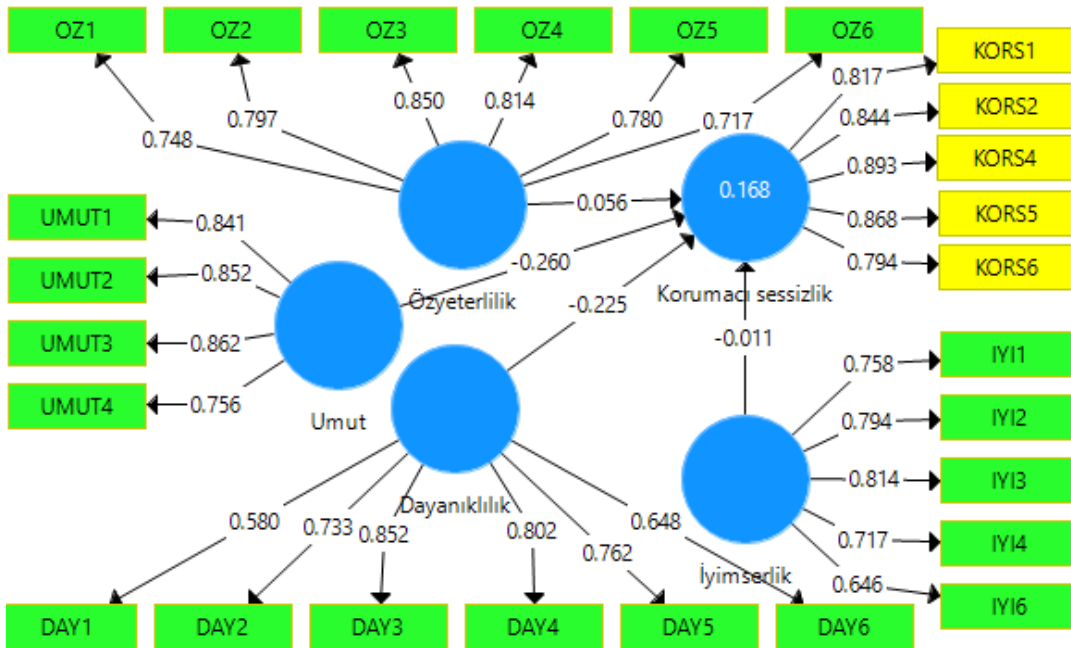 OZ1
OZ2
OZ3
OZ4
OZ5
OZ6
KORS1
KORS2
KORS4
KORS5
KORS6
0.748
0.797
0.850
0.814
0.780
0.717
0.817
0.844
0.893
0.868
0.794
0.168
0.056
-0.260
-0.225
-0.011
Özyeterlilik
Korumacı sessizlik
UMUT1
UMUT2
UMUT3
UMUT4
0.841
0.852
0.862
0.756
Umut
Dayanıklılık
İyimserlik
0.758
0.794
0.814
0.717
0.646
IYI1
IYI2
IYI3
IYI4
IYI6
0.580
0.733
0.852
0.802
0.762
0.648
DAY1
DAY2
DAY3
DAY4
DAY5
DAY6